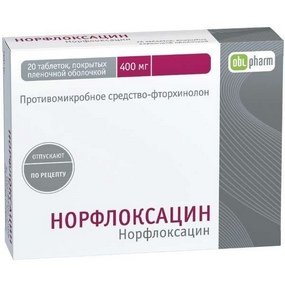 20 таблеток, покрытых
пленочной оболочкой
400 мг
obl pharm
Противомикробное средство-фторхинолон
ОТПУСКАЮТ
ПО РЕЦЕПТУ
НОРФЛОКСАЦИН
Норфлоксацин